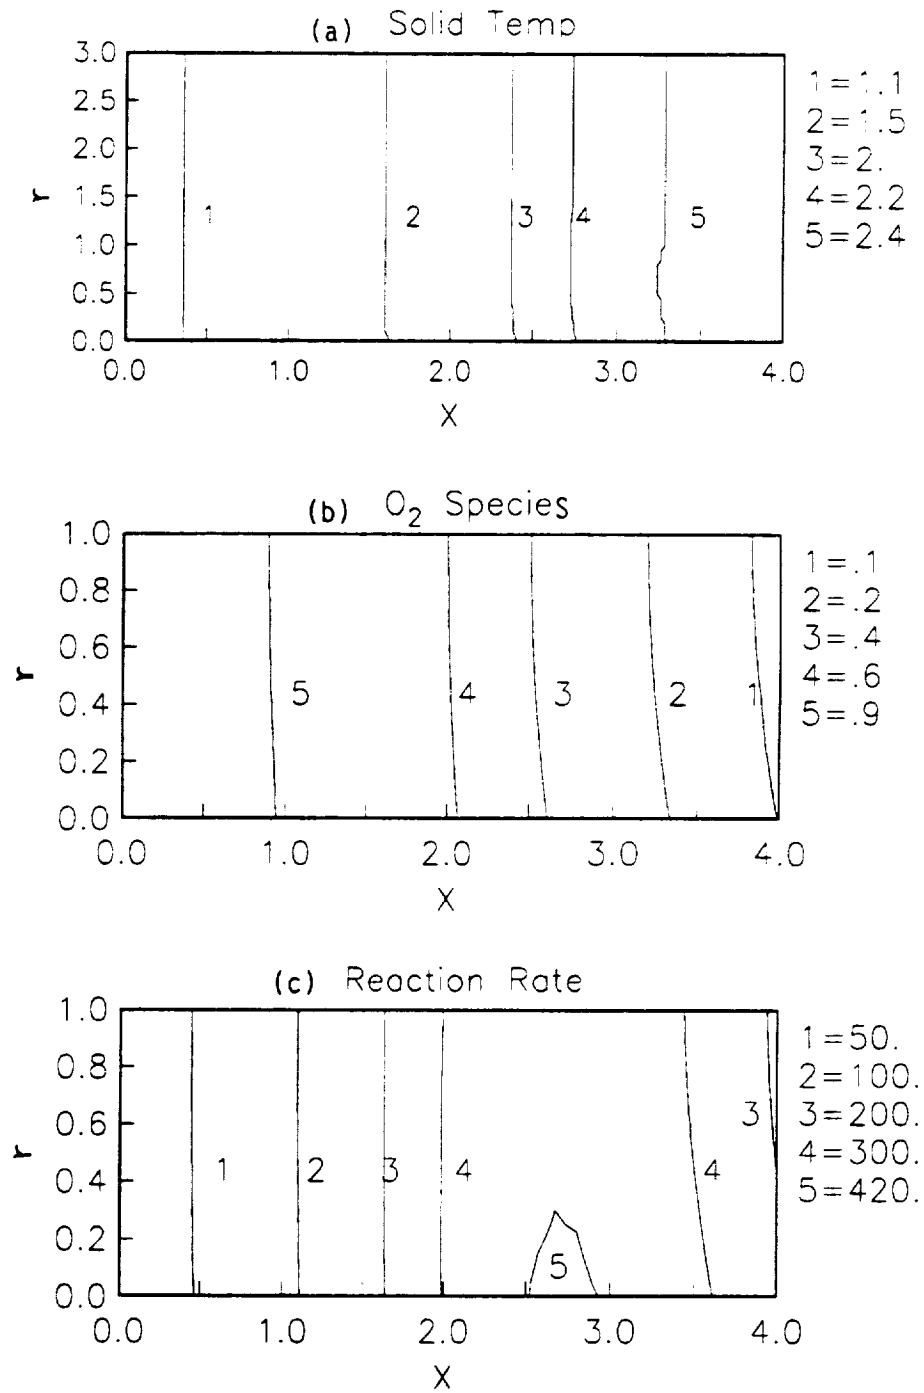 (a) Solid Temp
3.0
2.5
2.0
1.5
1.0
0.5
0.0
r
1 2 3 4 5
0.0 1.0 2.0 3.0 4.0
X
1=1.1
2=1.5
3=2.
4=2.2
5=2.4
(b) O₂ Species
1.0
0.8
0.6
0.4
0.2
0.0
r
5 4 3 2 1
0.0 1.0 2.0 3.0 4.0
X
1=.1
2=.2
3=.4
4=.6
5=.9
(c) Reaction Rate
1.0
0.8
0.6
0.4
0.2
0.0
r
1 2 3 4 5 4 3
0.0 1.0 2.0 3.0 4.0
X
1=50.
2=100.
3=200.
4=300.
5=420.